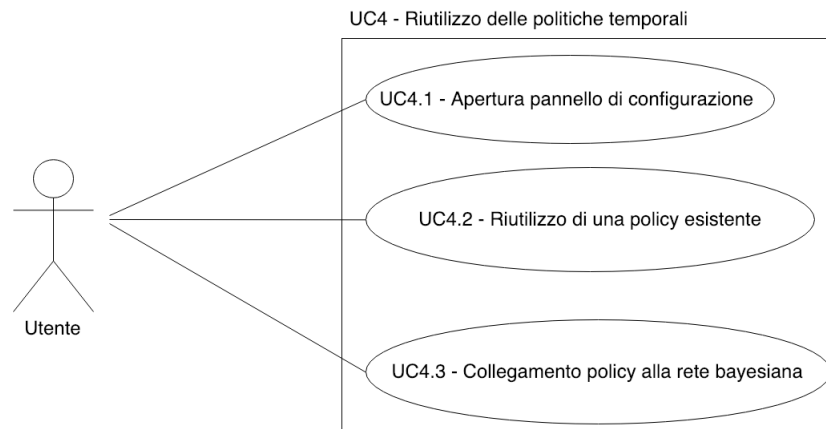 UC4 - Riutilizzo delle politiche temporali
UC4.1 - Apertura pannello di configurazione
UC4.2 - Riutilizzo di una policy esistente
Utente
UC4.3 - Collegamento policy alla rete bayesiana